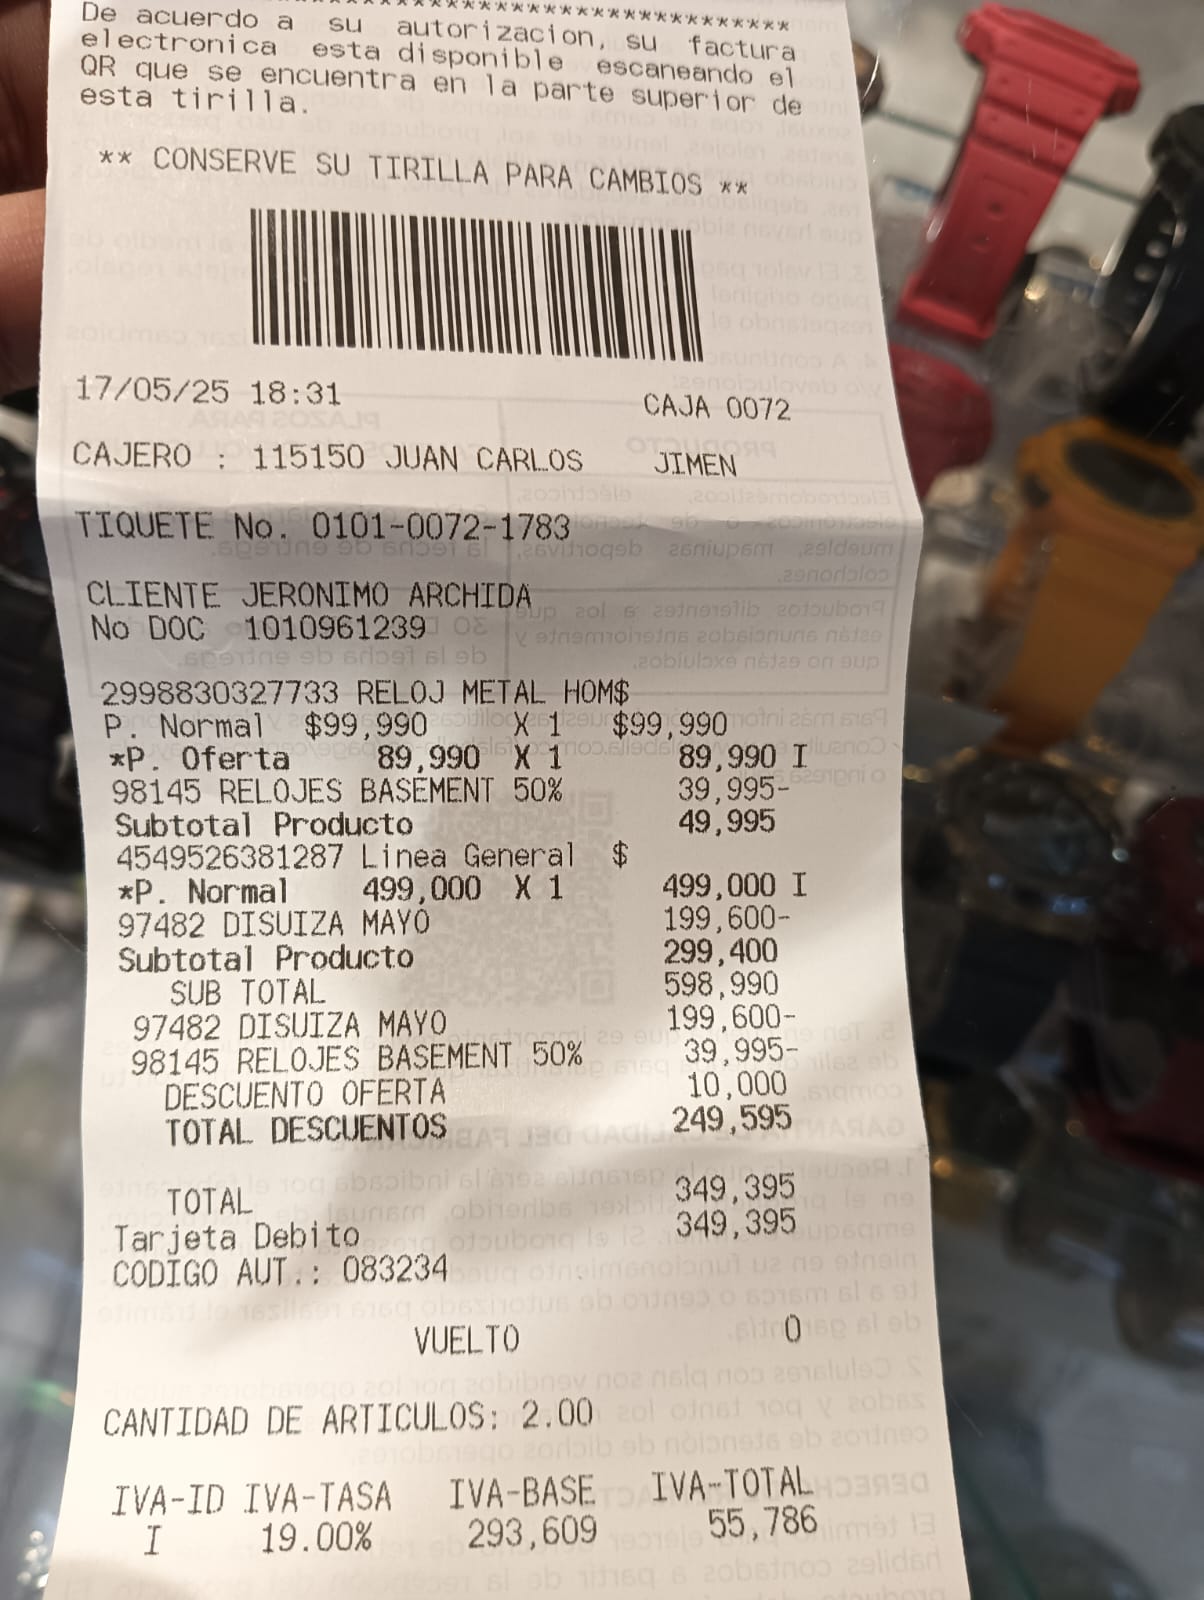 ****************************************
De acuerdo a su autorizacion, su factura
electronica esta disponible escaneando el
QR que se encuentra en la parte superior de
esta tirilla.
** CONSERVE SU TIRILLA PARA CAMBIOS **
17/05/25 18:31 CAJA 0072
CAJERO : 115150 JUAN CARLOS JIMEN
TIQUETE No. 0101-0072-1783
CLIENTE JERONIMO ARCHIDA
No DOC 1010961239
2998830327733 RELOJ METAL HOM$
P. Normal $99,990 X 1 $99,990
*P. Oferta 89,990 X 1 89,990 I
98145 RELOJES BASEMENT 50% 39,995-
Subtotal Producto 49,995
4549526381287 Linea General $
*P. Normal 499,000 X 1 499,000 I
97482 DISUIZA MAYO 199,600-
Subtotal Producto 299,400
SUB TOTAL 598,990
97482 DISUIZA MAYO 199,600-
98145 RELOJES BASEMENT 50% 39,995-
DESCUENTO OFERTA 10,000
TOTAL DESCUENTOS 249,595
TOTAL 349,395
Tarjeta Debito 349,395
CODIGO AUT.: 083234
VUELTO 0
CANTIDAD DE ARTICULOS: 2.00
IVA-ID IVA-TASA IVA-BASE IVA-TOTAL
I 19.00% 293,609 55,786